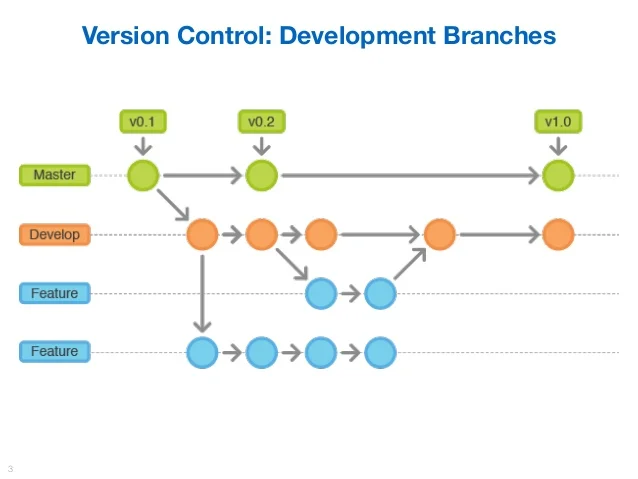 Version Control: Development Branches
v0.1
v0.2
v1.0
Master
Develop
Feature
Feature
3